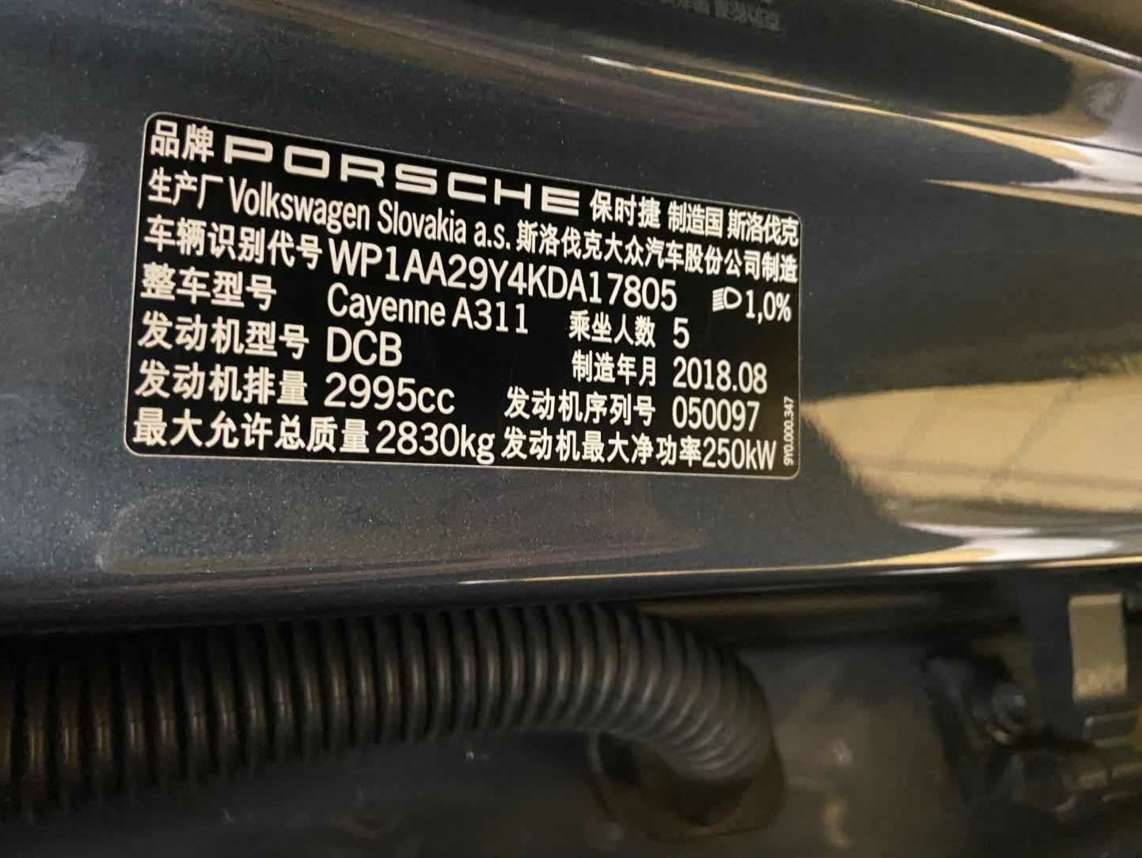 品牌 PORSCHE 保时捷 制造国 斯洛伐克
生产厂 Volkswagen Slovakia a.s. 斯洛伐克大众汽车股份公司制造
车辆识别代号 WP1AA29Y4KDA17805 1,0%
整车型号 Cayenne A311 乘坐人数 5
发动机型号 DCB 制造年月 2018.08
发动机排量 2995cc 发动机序列号 050097
最大允许总质量 2830kg 发动机最大净功率 250kW
9Y0.000.347